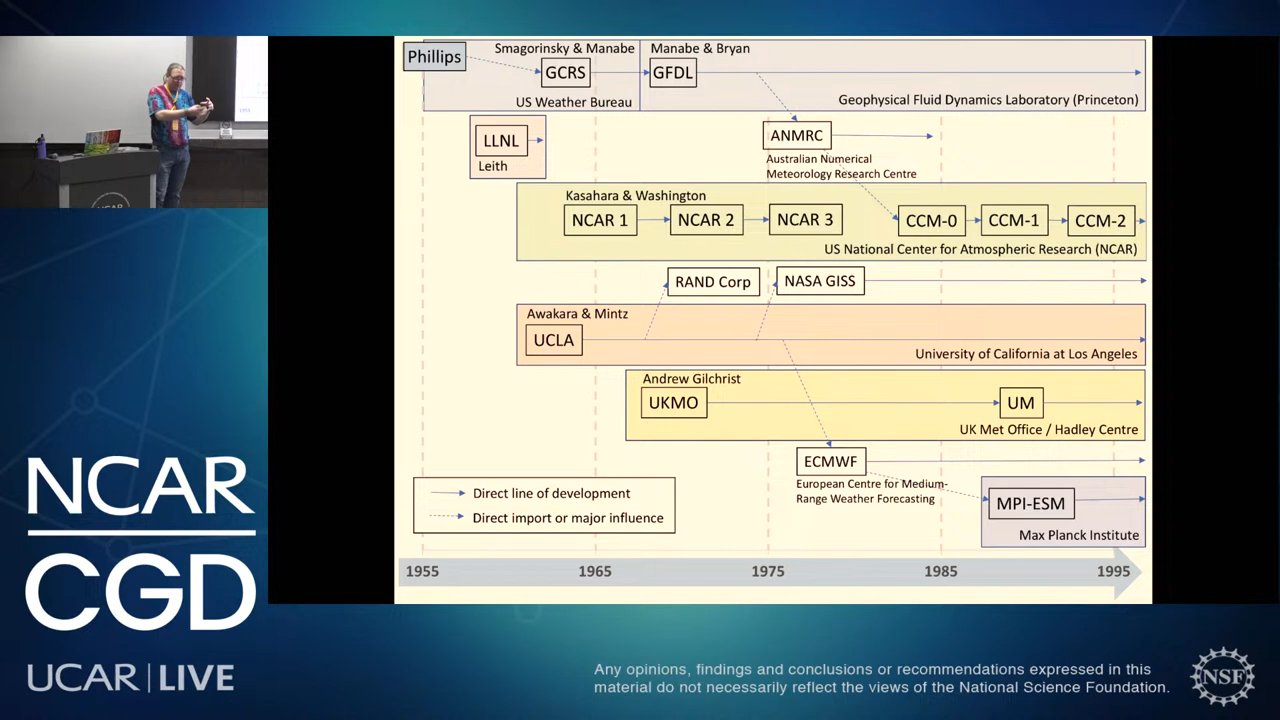 Phillips
Smagorinsky & Manabe
GCRS
US Weather Bureau
Manabe & Bryan
GFDL
Geophysical Fluid Dynamics Laboratory (Princeton)
LLNL
Leith
ANMRC
Australian Numerical
Meteorology Research Centre
Kasahara & Washington
NCAR 1
NCAR 2
NCAR 3
CCM-0
CCM-1
CCM-2
US National Center for Atmospheric Research (NCAR)
RAND Corp
NASA GISS
Awakara & Mintz
UCLA
University of California at Los Angeles
Andrew Gilchrist
UKMO
UM
UK Met Office / Hadley Centre
ECMWF
European Centre for Medium-
Range Weather Forecasting
MPI-ESM
Max Planck Institute
Direct line of development
Direct import or major influence
1955
1965
1975
1985
1995
NCAR
CGD
UCAR | LIVE
Any opinions, findings and conclusions or recommendations expressed in this
material do not necessarily reflect the views of the National Science Foundation.
NSF